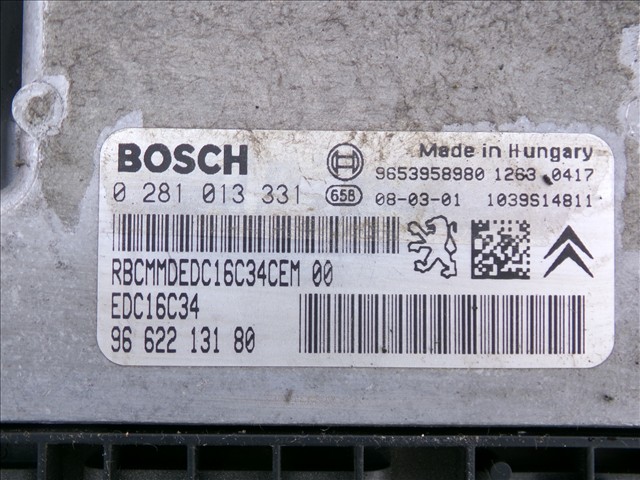 BOSCH
Made in Hungary
9653958980 1263 0417
0 281 013 331 65B 08-03-01 1039S14811
RBCMMDEDC16C34CEM 00
EDC16C34
96 622 131 80